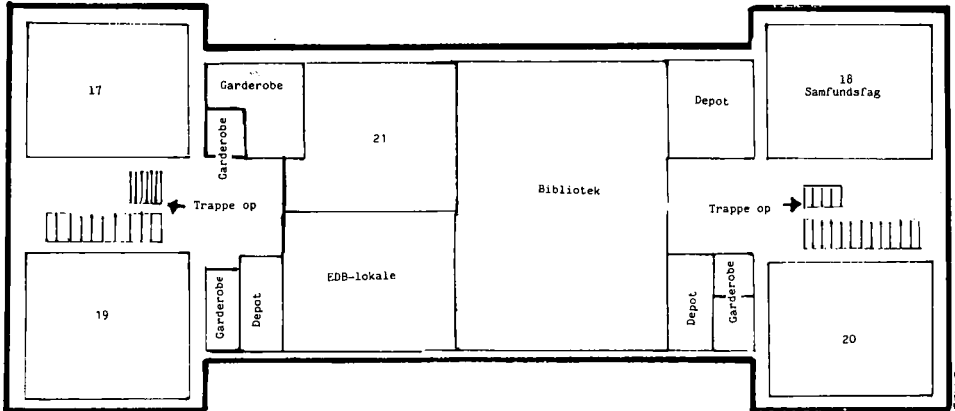 17
Garderobe
Garderobe
21
Bibliotek
Depot
18
Samfundsfag
Trappe op
Trappe op
19
Garderobe
Depot
EDB-lokale
Depot
Garderobe
20